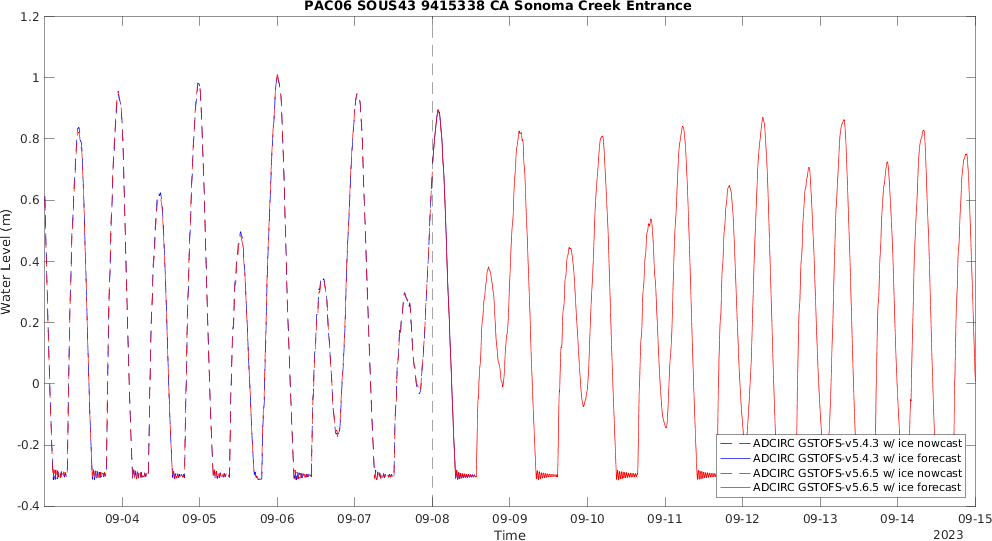 PAC06 SOUS43 9415338 CA Sonoma Creek Entrance
1.2
1
0.8
0.6
0.4
0.2
0
-0.2
-0.4
Water Level (m)
ADCIRC GSTOFS-v5.4.3 w/ ice nowcast
ADCIRC GSTOFS-v5.4.3 w/ ice forecast
ADCIRC GSTOFS-v5.6.5 w/ ice nowcast
ADCIRC GSTOFS-v5.6.5 w/ ice forecast
09-04 09-05 09-06 09-07 09-08 09-09 09-10 09-11 09-12 09-13 09-14 09-15
Time
2023